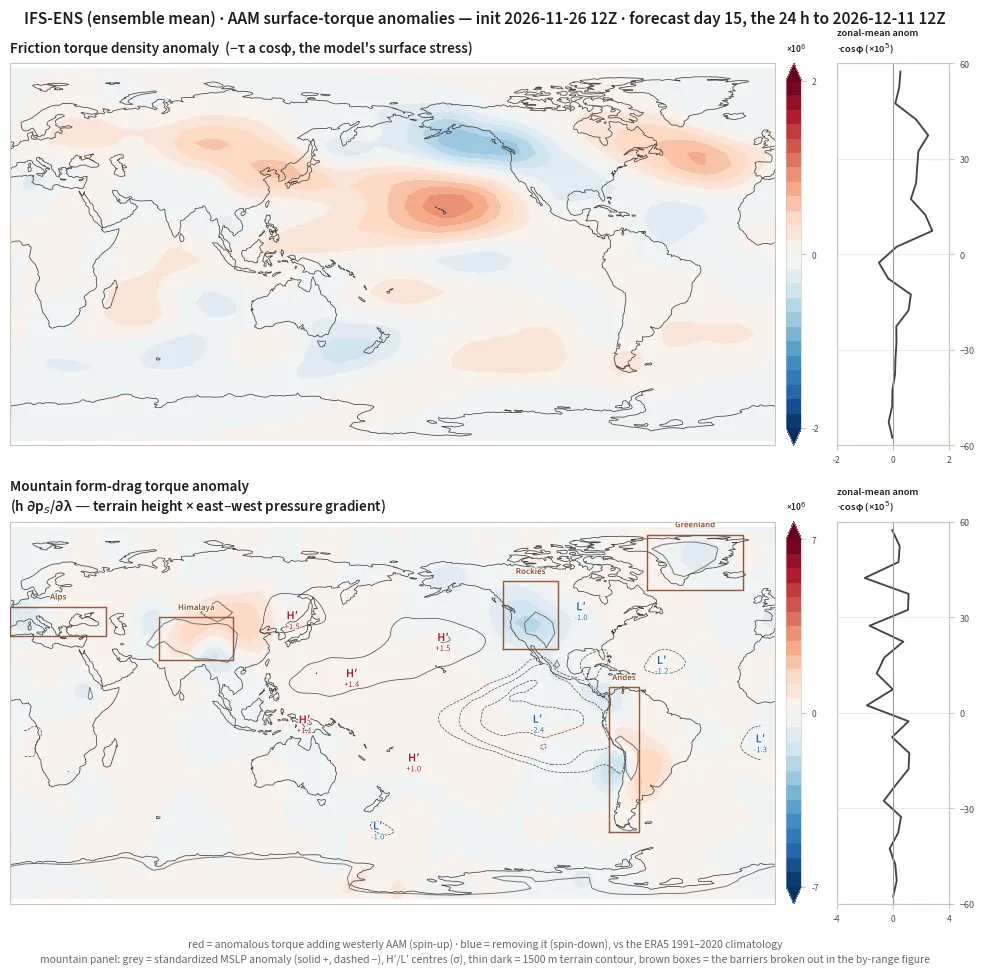 IFS-ENS (ensemble mean) · AAM surface-torque anomalies — init 2026-11-26 12Z · forecast day 15, the 24 h to 2026-12-11 12Z
Friction torque density anomaly (−τ a cosφ, the model's surface stress)
×10⁶
2
0
-2
zonal-mean anom
·cosφ (×10⁵)
60
30
0
−30
−60
-2
0
2
Mountain form-drag torque anomaly
(h ∂pₛ/∂λ — terrain height × east–west pressure gradient)
×10⁶
7
0
-7
zonal-mean anom
·cosφ (×10⁵)
60
30
0
−30
−60
-4
0
4
Greenland
Rockies
Alps
Himalaya
Andes
H′
+1.5
H′
+1.5
H′
+1.4
H′
+1.1
H′
+1.0
L′
-1.0
L′
-1.2
L′
-2.4
L′
-1.3
L′
-1.0
red = anomalous torque adding westerly AAM (spin-up) · blue = removing it (spin-down), vs the ERA5 1991–2020 climatology
mountain panel: grey = standardized MSLP anomaly (solid +, dashed –), H′/L′ centres (σ), thin dark = 1500 m terrain contour, brown boxes = the barriers broken out in the by-range figure